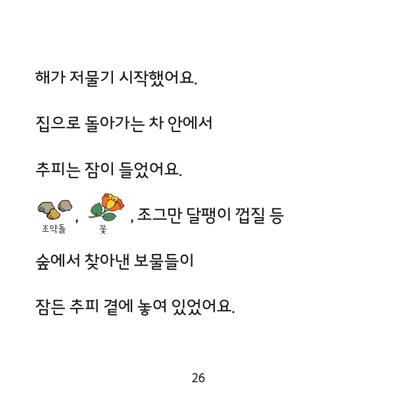 해가 저물기 시작했어요.
집으로 돌아가는 차 안에서
추피는 잠이 들었어요.
조약돌, 꽃, 조그만 달팽이 껍질 등
숲에서 찾아낸 보물들이
잠든 추피 곁에 놓여 있었어요.
26